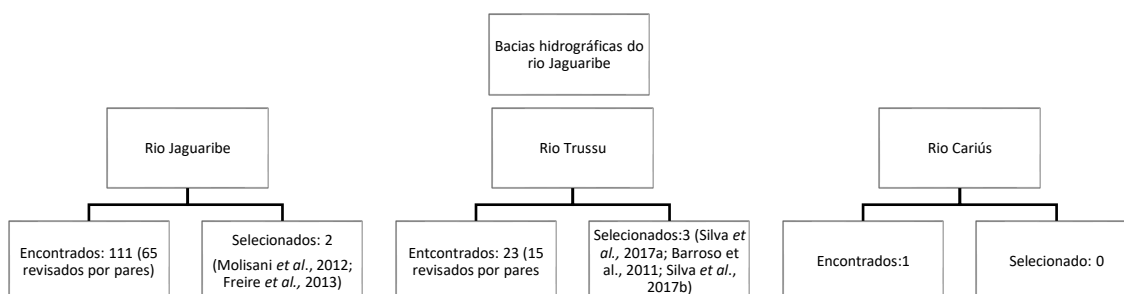 Bacias hidrográficas do
rio Jaguaribe
Rio Jaguaribe
Rio Trussu
Rio Cariús
Encontrados: 111 (65
revisados por pares)
Selecionados: 2
(Molisani et al., 2012;
Freire et al., 2013)
Entcontrados: 23 (15
revisados por pares
Selecionados:3 (Silva et
al., 2017a; Barroso et
al., 2011; Silva et al.,
2017b)
Encontrados:1
Selecionado: 0